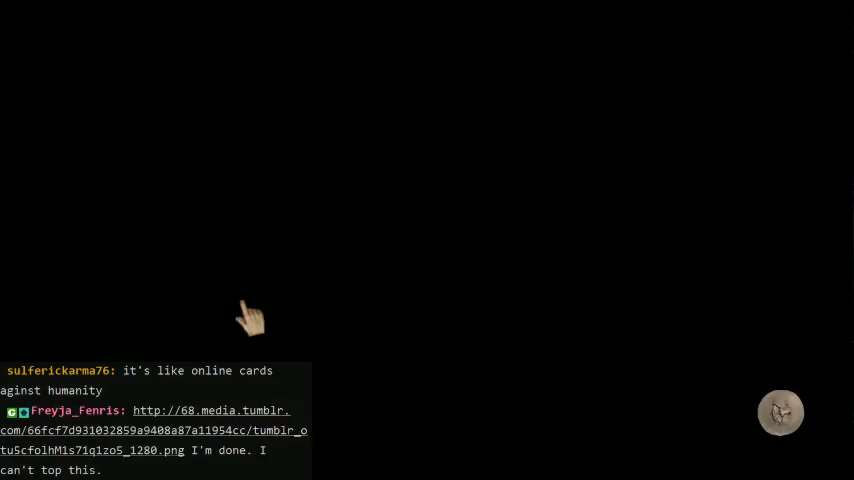 sulferickarma76: it's like online cards
aginst humanity
G Freyja_Fenris: http://68.media.tumblr.
com/66fcf7d931032859a9408a87a11954cc/tumblr_o
tu5cfolhM1s71q1zo5_1280.png I'm done. I
can't top this.